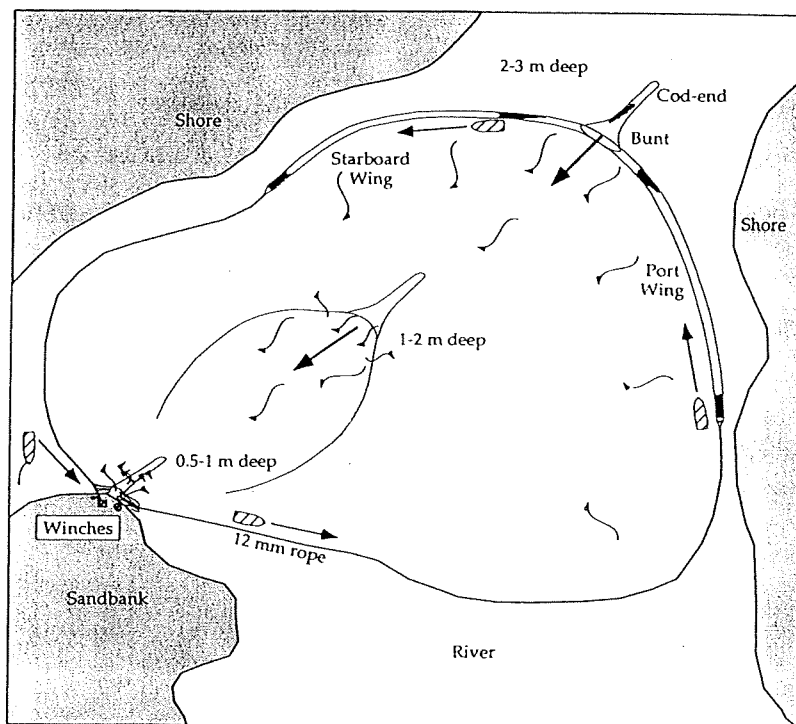 2-3 m deep
Cod-end
Shore
Bunt
Starboard
Wing
Shore
Port
Wing
1-2 m deep
0.5-1 m deep
Winches
12 mm rope
Sandbank
River